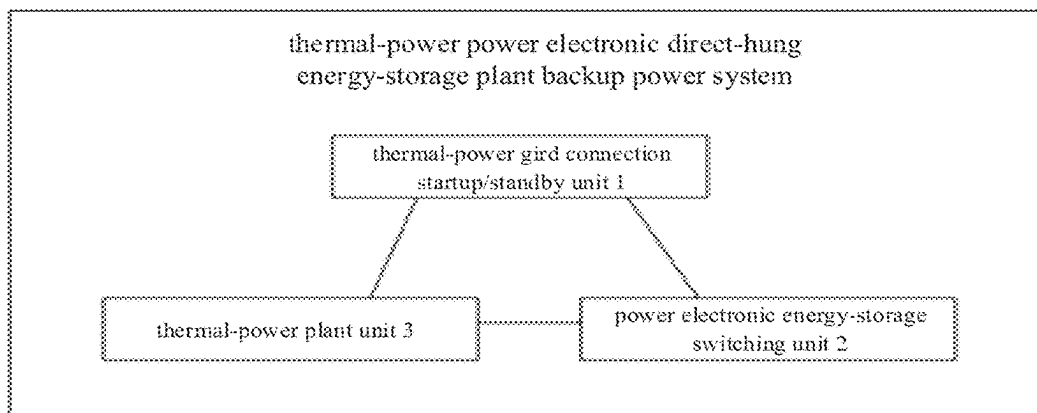 thermal-power power electronic direct-hung
energy-storage plant backup power system
thermal-power gird connection
startup/standby unit 1
thermal-power plant unit 3
power electronic energy-storage
switching unit 2